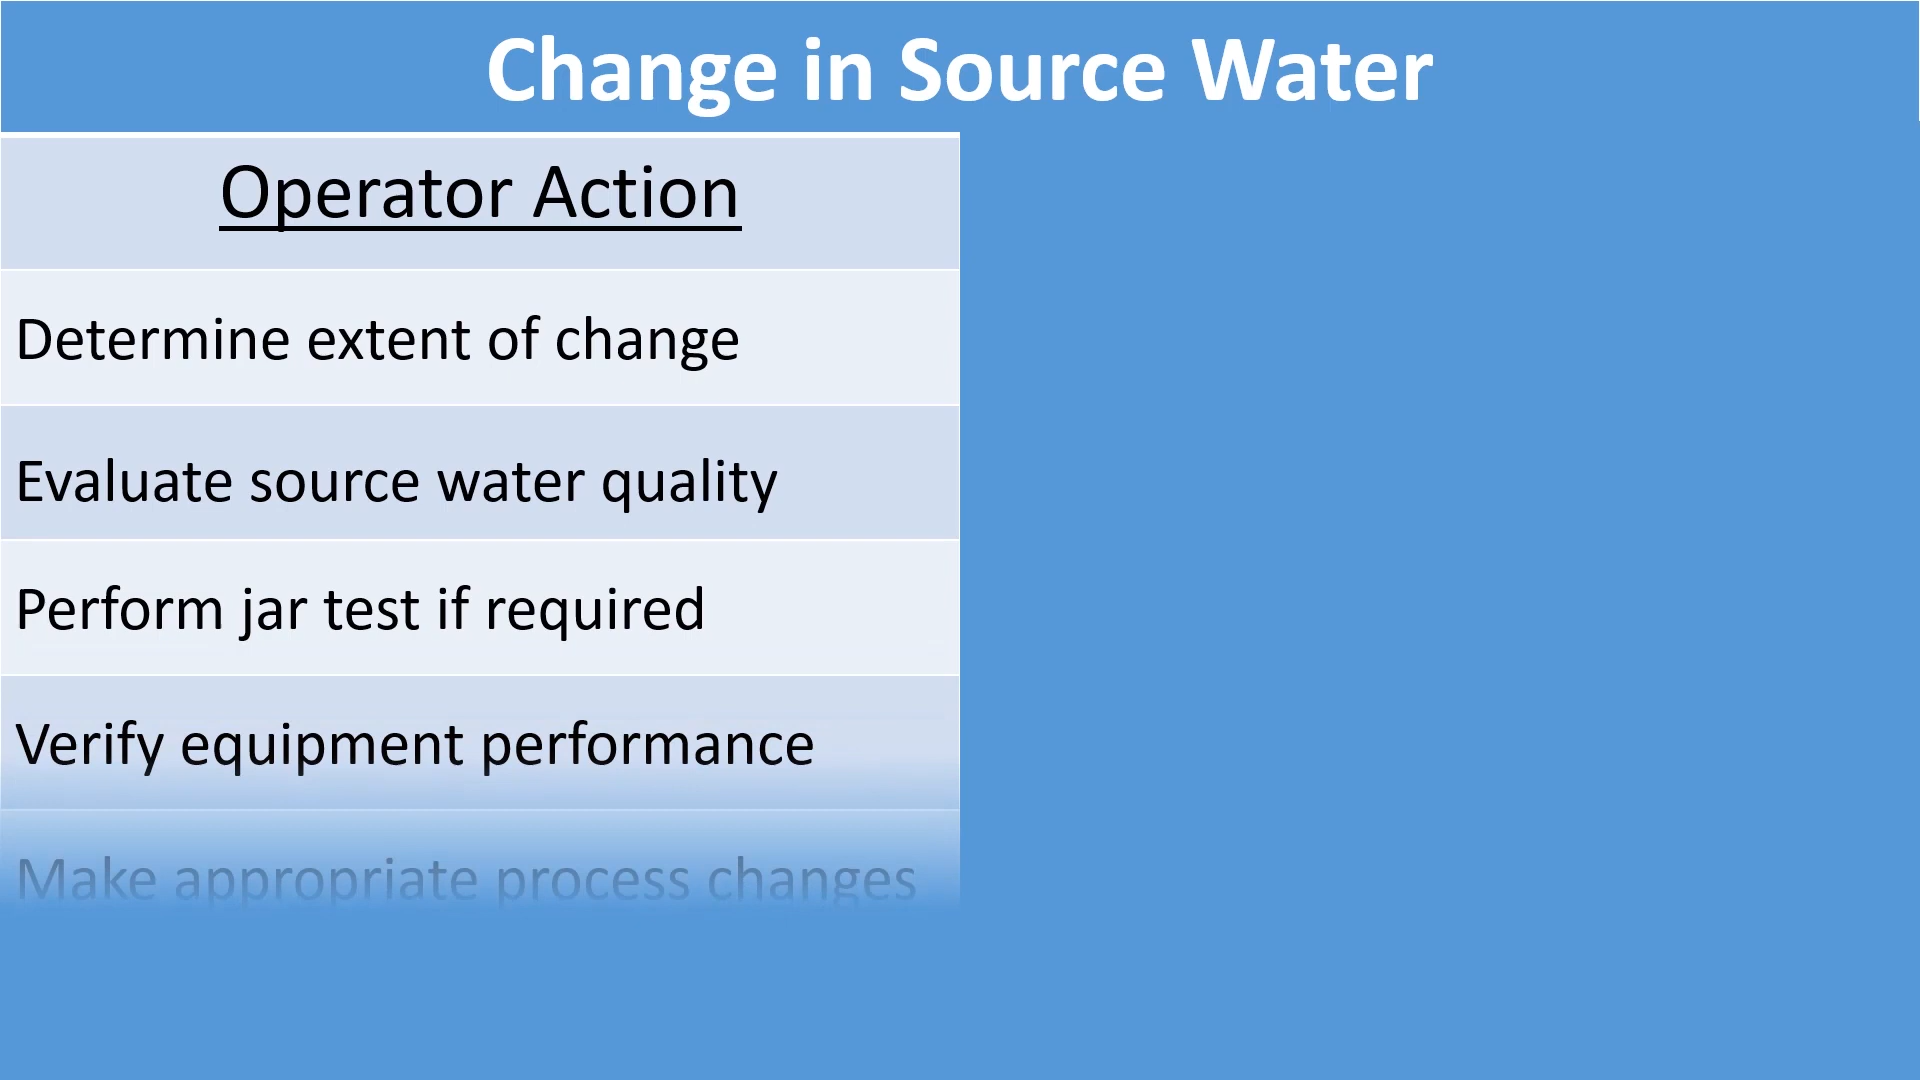 Change in Source Water
Operator Action
Determine extent of change
Evaluate source water quality
Perform jar test if required
Verify equipment performance
Make appropriate process changes